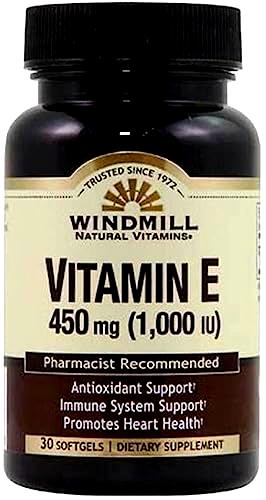 TRUSTED SINCE 1972
WINDMILL
NATURAL VITAMINS®
VITAMIN E
450 mg (1,000 IU)
Pharmacist Recommended
Antioxidant Support†
Immune System Support†
Promotes Heart Health†
30 SOFTGELS | DIETARY SUPPLEMENT